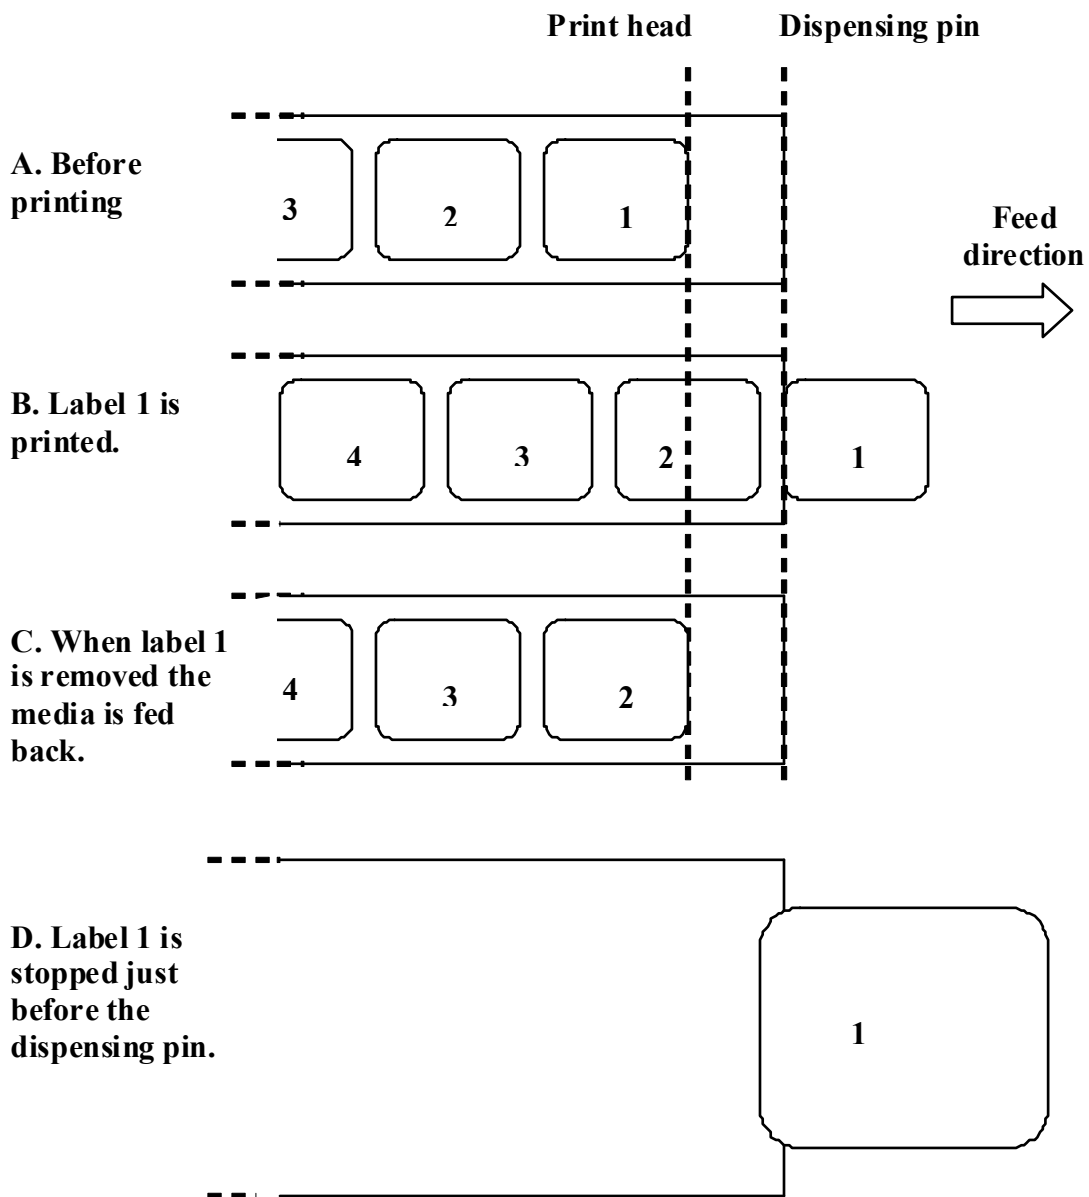 Print head
Dispensing pin
A. Before
printing
3
2
1
Feed
direction
B. Label 1 is
printed.
4
3
2
1
C. When label 1
is removed the
media is fed
back.
4
3
2
D. Label 1 is
stopped just
before the
dispensing pin.
1